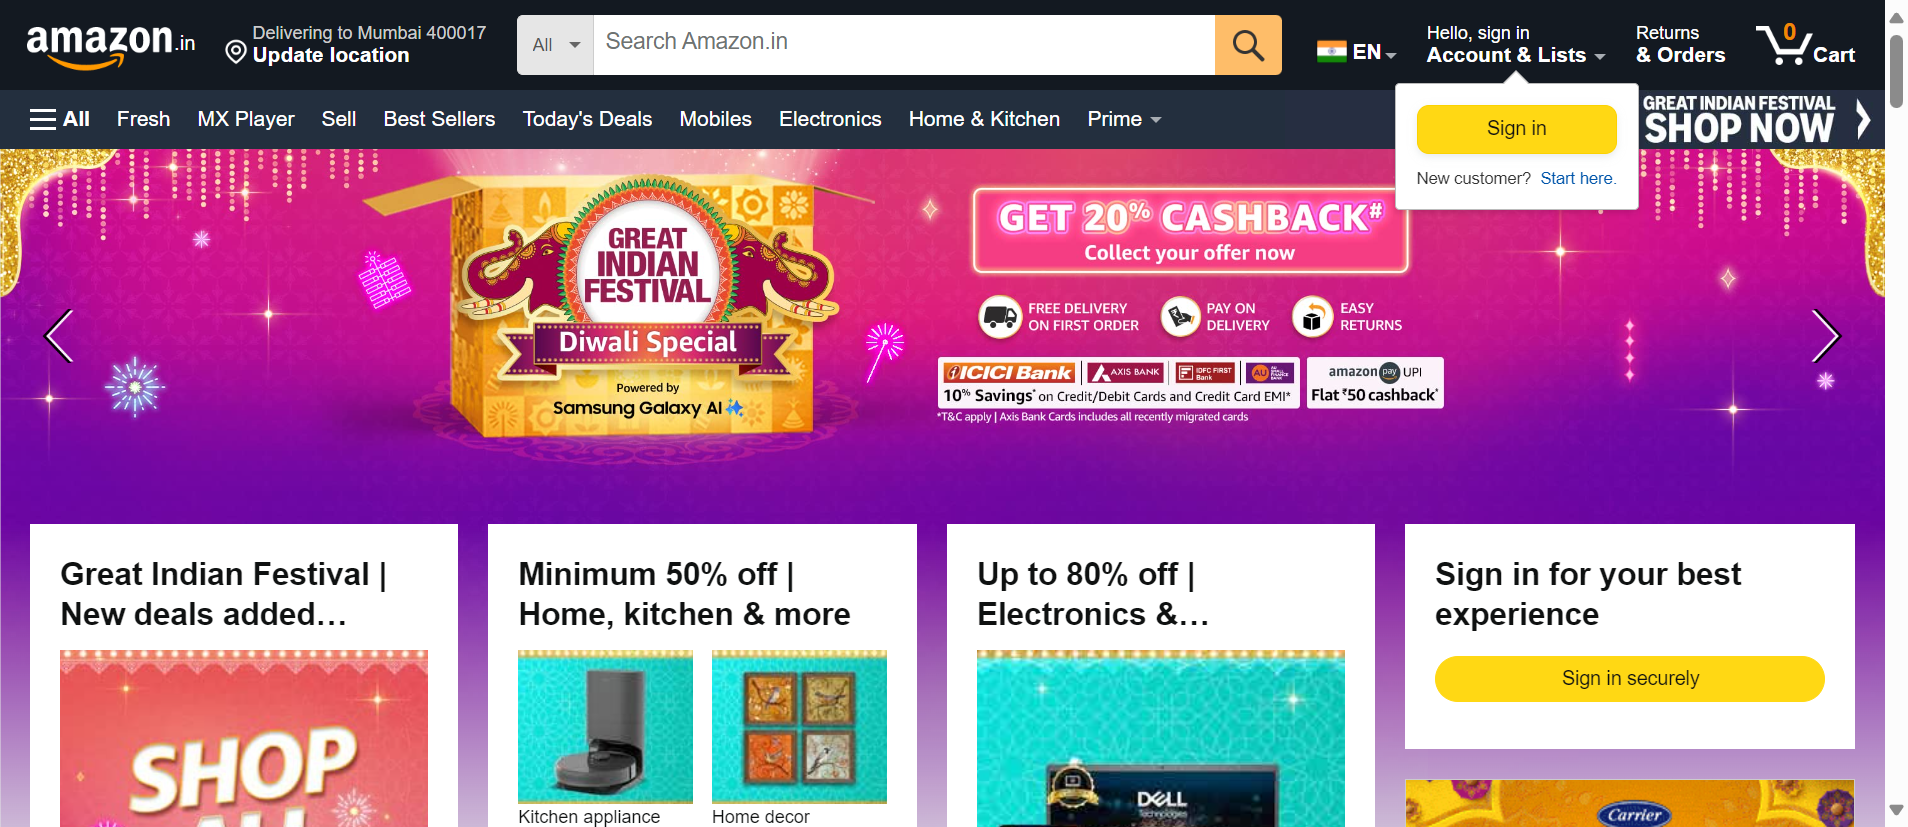 amazon.in
Delivering to Mumbai 400017
Update location
All
Search Amazon.in
EN
Hello, sign in
Account & Lists
Returns
& Orders
0
Cart
All
Fresh
MX Player
Sell
Best Sellers
Today's Deals
Mobiles
Electronics
Home & Kitchen
Prime
Sign in
New customer? Start here.
GREAT INDIAN FESTIVAL
SHOP NOW
GREAT
INDIAN
FESTIVAL
Diwali Special
Powered by
Samsung Galaxy AI
GET 20% CASHBACK#
Collect your offer now
FREE DELIVERY
ON FIRST ORDER
PAY ON
DELIVERY
EASY
RETURNS
ICICI Bank
AXIS BANK
IDFC FIRST
Bank
AU
10% Savings* on Credit/Debit Cards and Credit Card EMI*
amazon pay UPI
Flat ₹50 cashback*
*T&C apply | Axis Bank Cards includes all recently migrated cards
Great Indian Festival |
New deals added…
SHOP
ALL
Minimum 50% off |
Home, kitchen & more
Kitchen appliance
Home decor
Up to 80% off |
Electronics &…
DELL
Technologies
Sign in for your best
experience
Sign in securely
Carrier